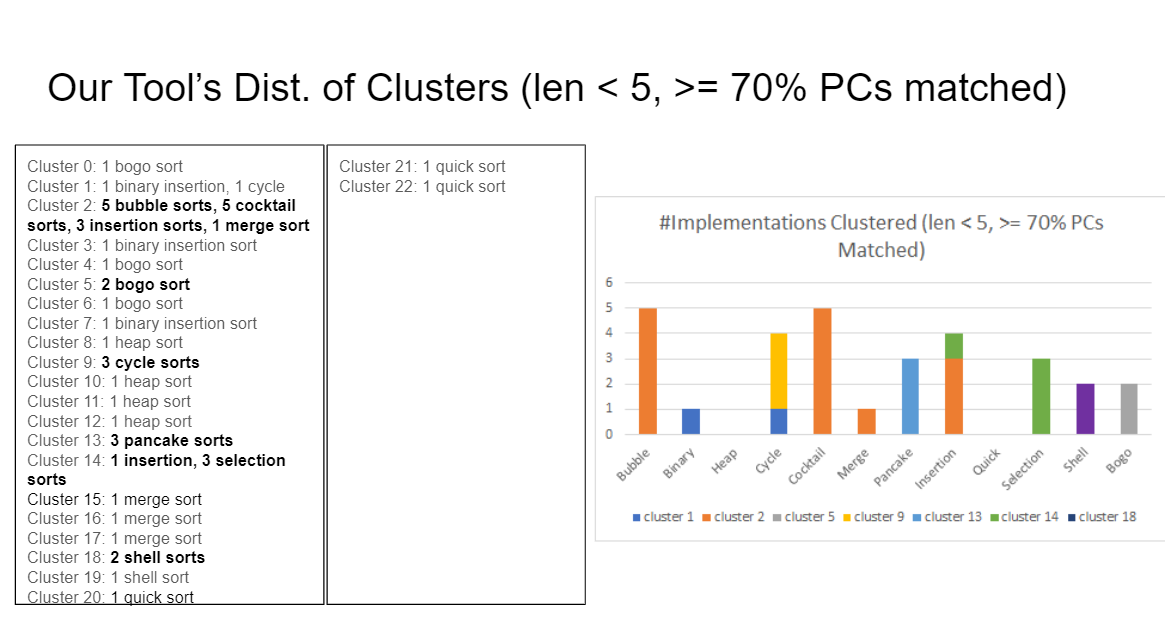 Our Tool’s Dist. of Clusters (len < 5, >= 70% PCs matched)
Cluster 0: 1 bogo sort
Cluster 1: 1 binary insertion, 1 cycle
Cluster 2: 5 bubble sorts, 5 cocktail
sorts, 3 insertion sorts, 1 merge sort
Cluster 3: 1 binary insertion sort
Cluster 4: 1 bogo sort
Cluster 5: 2 bogo sort
Cluster 6: 1 bogo sort
Cluster 7: 1 binary insertion sort
Cluster 8: 1 heap sort
Cluster 9: 3 cycle sorts
Cluster 10: 1 heap sort
Cluster 11: 1 heap sort
Cluster 12: 1 heap sort
Cluster 13: 3 pancake sorts
Cluster 14: 1 insertion, 3 selection
sorts
Cluster 15: 1 merge sort
Cluster 16: 1 merge sort
Cluster 17: 1 merge sort
Cluster 18: 2 shell sorts
Cluster 19: 1 shell sort
Cluster 20: 1 quick sort
Cluster 21: 1 quick sort
Cluster 22: 1 quick sort
#Implementations Clustered (len < 5, >= 70% PCs
Matched)
6
5
4
3
2
1
0
Bubble
Binary
Heap
Cycle
Cocktail
Merge
Pancake
Insertion
Quick
Selection
Shell
Bogo
cluster 1 cluster 2 cluster 5 cluster 9 cluster 13 cluster 14 cluster 18